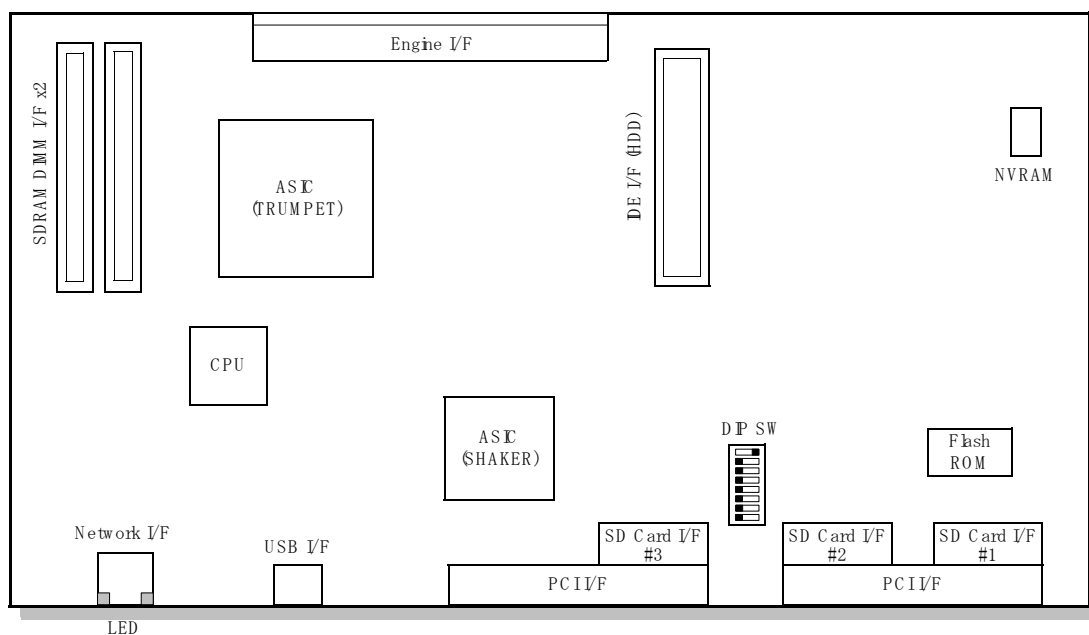 Engine I/F
SDRAM DIMM I/F x2
IDE I/F (HDD)
NVRAM
ASIC
(TRUMPET)
CPU
ASIC
(SHAKER)
DIP SW
Flash
ROM
Network I/F
USB I/F
SD Card I/F
#3
SD Card I/F
#2
SD Card I/F
#1
PCI I/F
PCI I/F
LED